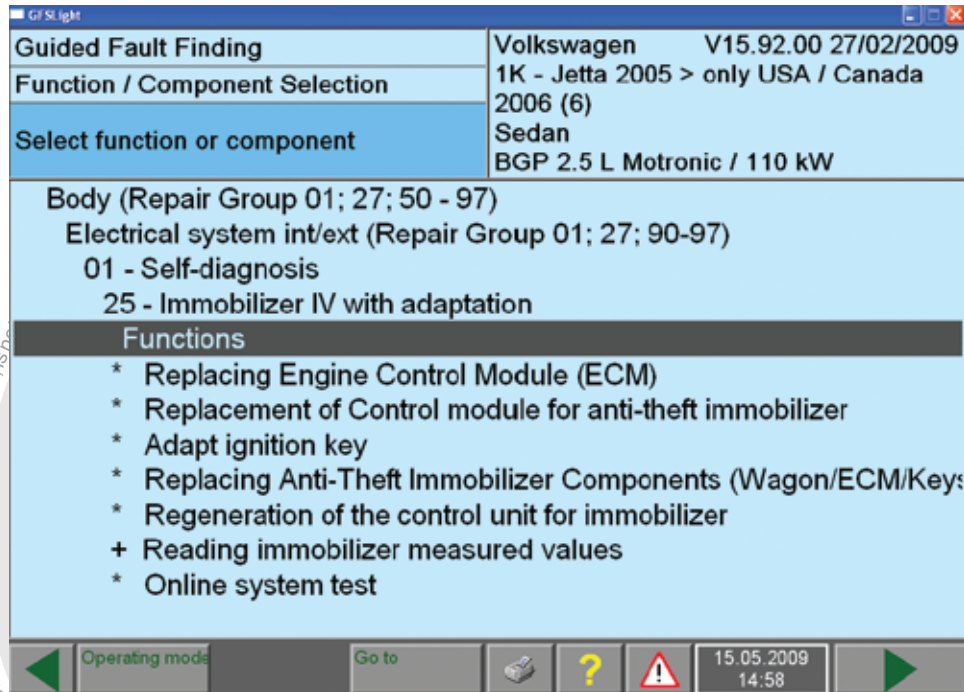 GFSLight
Guided Fault Finding
Function / Component Selection
Select function or component
Volkswagen V15.92.00 27/02/2009
1K - Jetta 2005 > only USA / Canada
2006 (6)
Sedan
BGP 2.5 L Motronic / 110 kW
Body (Repair Group 01; 27; 50 - 97)
Electrical system int/ext (Repair Group 01; 27; 90-97)
01 - Self-diagnosis
25 - Immobilizer IV with adaptation
Functions
* Replacing Engine Control Module (ECM)
* Replacement of Control module for anti-theft immobilizer
* Adapt ignition key
* Replacing Anti-Theft Immobilizer Components (Wagon/ECM/Keys
* Regeneration of the control unit for immobilizer
+ Reading immobilizer measured values
* Online system test
Operating mode
Go to
?
!
15.05.2009
14:58